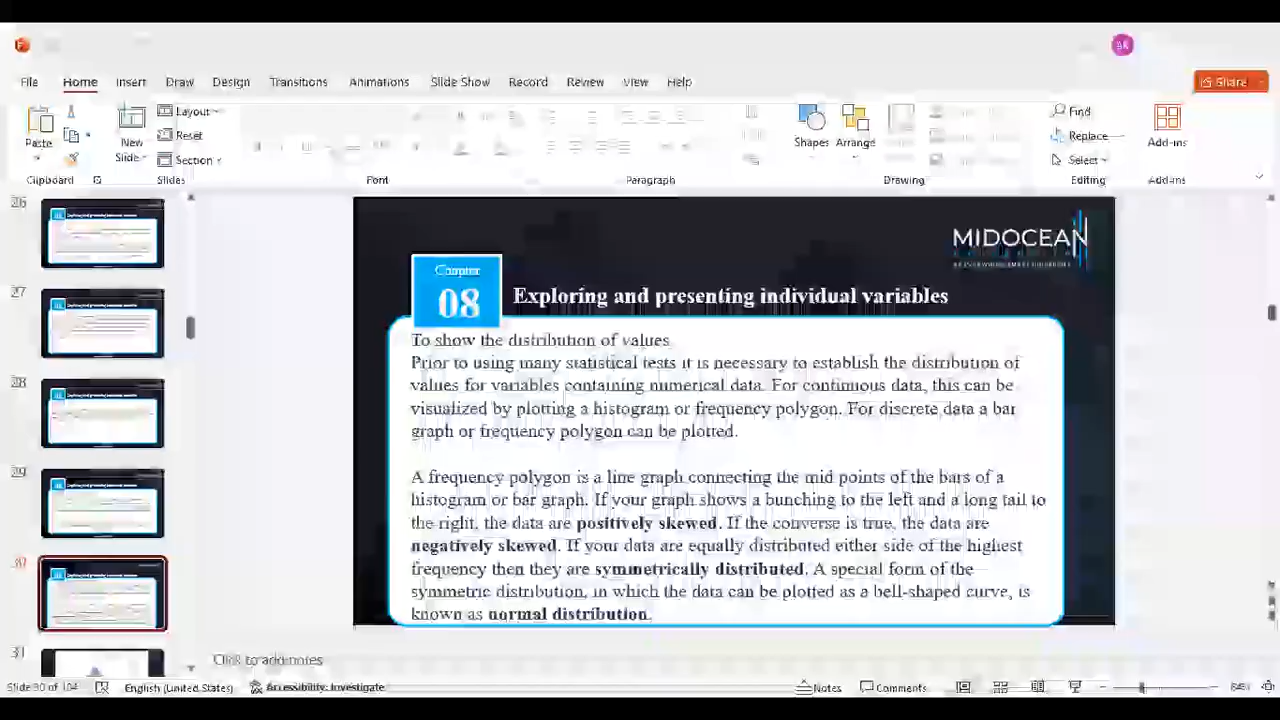 File Home Insert Draw Design Transitions Animations Slide Show Record Review View Help Share
Paste New Slide Layout Reset Section Shapes Arrange Find Replace Select Add-ins
Clipboard Slides Font Paragraph Drawing Editing Add-ins
27
28
29
30
31
MIDOCEAN
Chapter
08
Exploring and presenting individual variables
To show the distribution of values
Prior to using many statistical tests it is necessary to establish the distribution of
values for variables containing numerical data. For continuous data, this can be
visualized by plotting a histogram or frequency polygon. For discrete data a bar
graph or frequency polygon can be plotted.
A frequency polygon is a line graph connecting the mid points of the bars of a
histogram or bar graph. If your graph shows a bunching to the left and a long tail to
the right, the data are positively skewed. If the converse is true, the data are
negatively skewed. If your data are equally distributed either side of the highest
frequency then they are symmetrically distributed. A special form of the
symmetric distribution, in which the data can be plotted as a bell-shaped curve, is
known as normal distribution.
Click to add notes
Slide 30 of 104 English (United States) Accessibility: Investigate Notes Comments